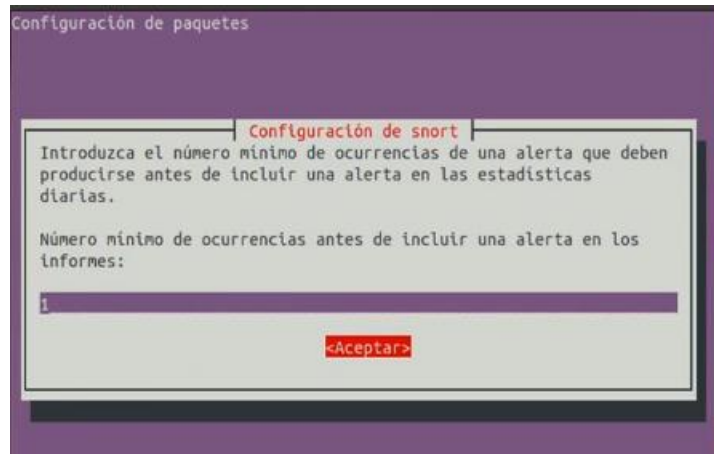 Configuración de paquetes
Configuración de snort
Introduzca el número mínimo de ocurrencias de una alerta que deben
producirse antes de incluir una alerta en las estadísticas
diarias.
Número mínimo de ocurrencias antes de incluir una alerta en los
informes:
1
<Aceptar>